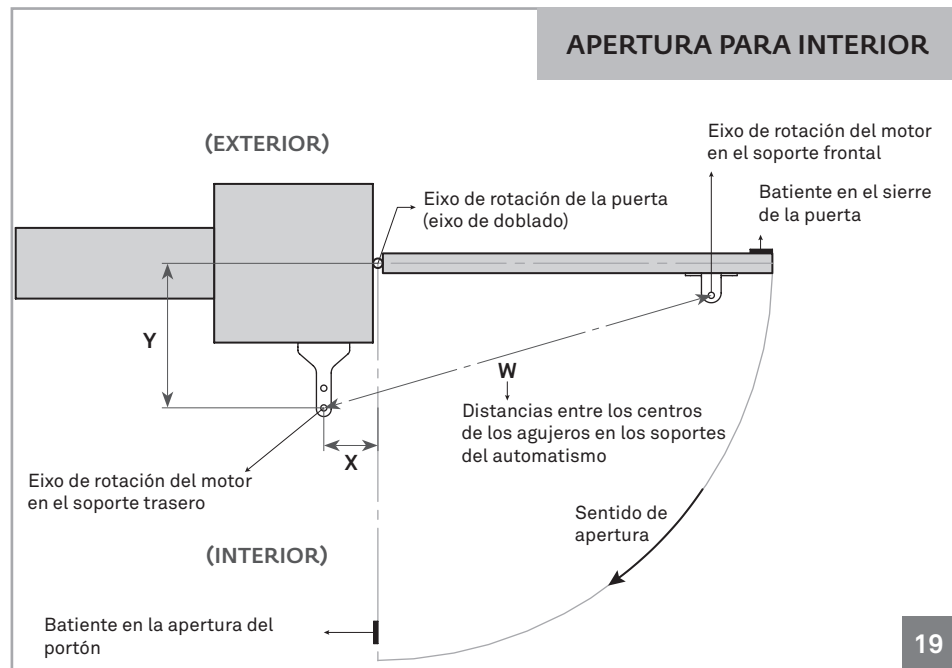 APERTURA PARA INTERIOR
(EXTERIOR)
Eixo de rotación del motor
en el soporte frontal
Eixo de rotación de la puerta
(eixo de doblado)
Batiente en el sierre
de la puerta
Y
W
Distancias entre los centros
de los agujeros en los soportes
del automatismo
X
Eixo de rotación del motor
en el soporte trasero
Sentido de
apertura
(INTERIOR)
Batiente en la apertura del
portón
19